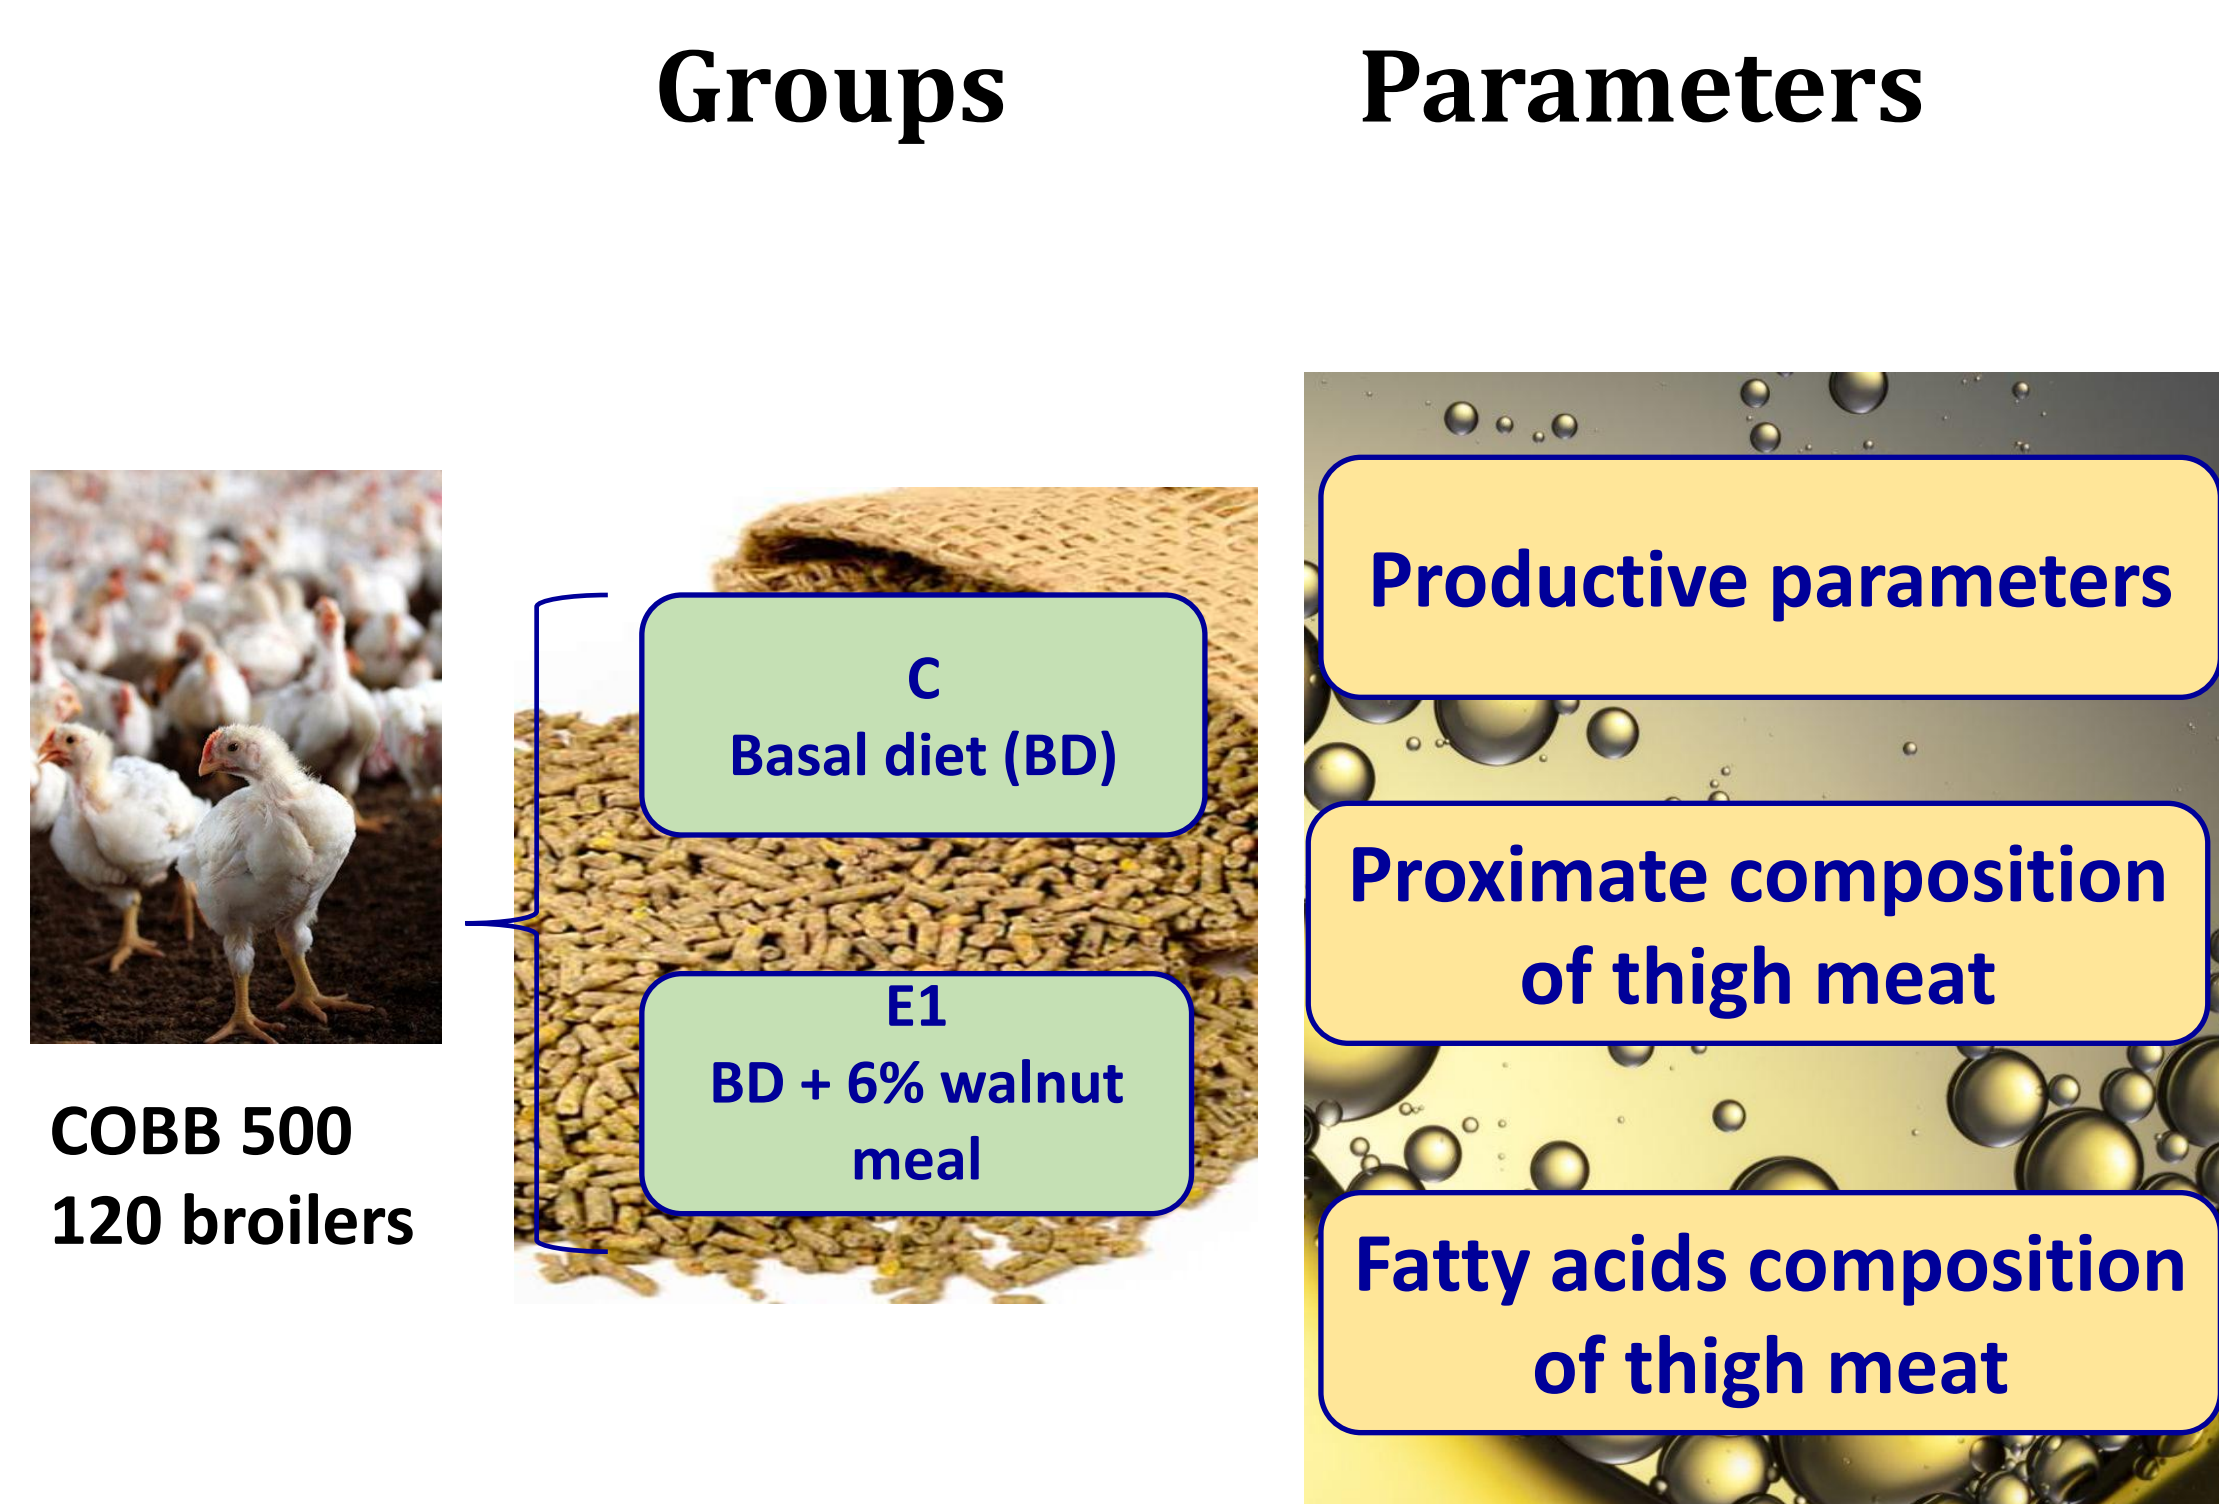 Groups
Parameters
COBB 500
120 broilers
C
Basal diet (BD)
E1
BD + 6% walnut
meal
Productive parameters
Proximate composition
of thigh meat
Fatty acids composition
of thigh meat